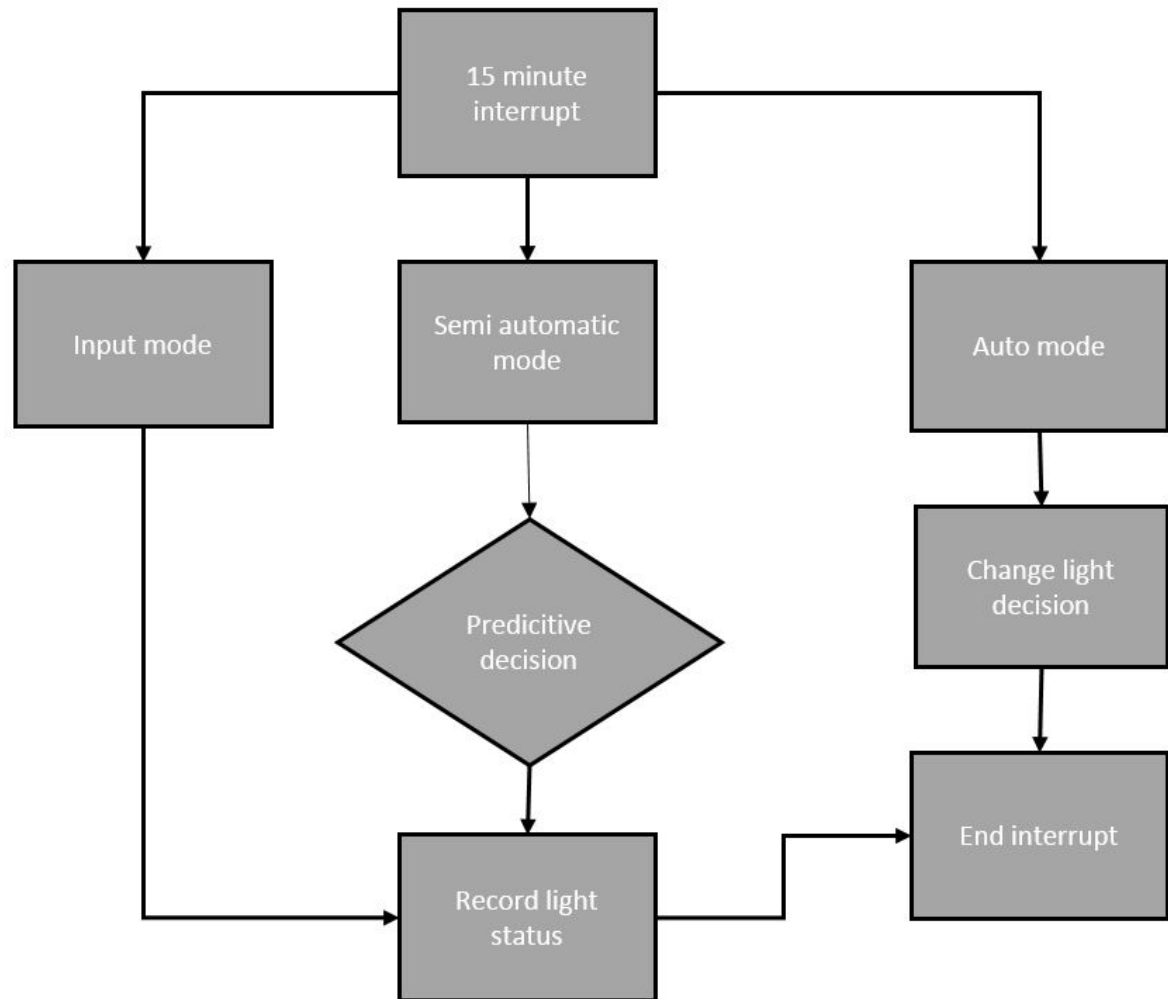 15 minute
interrupt
Input mode
Semi automatic
mode
Auto mode
Change light
decision
Predicitive
decision
End interrupt
Record light
status